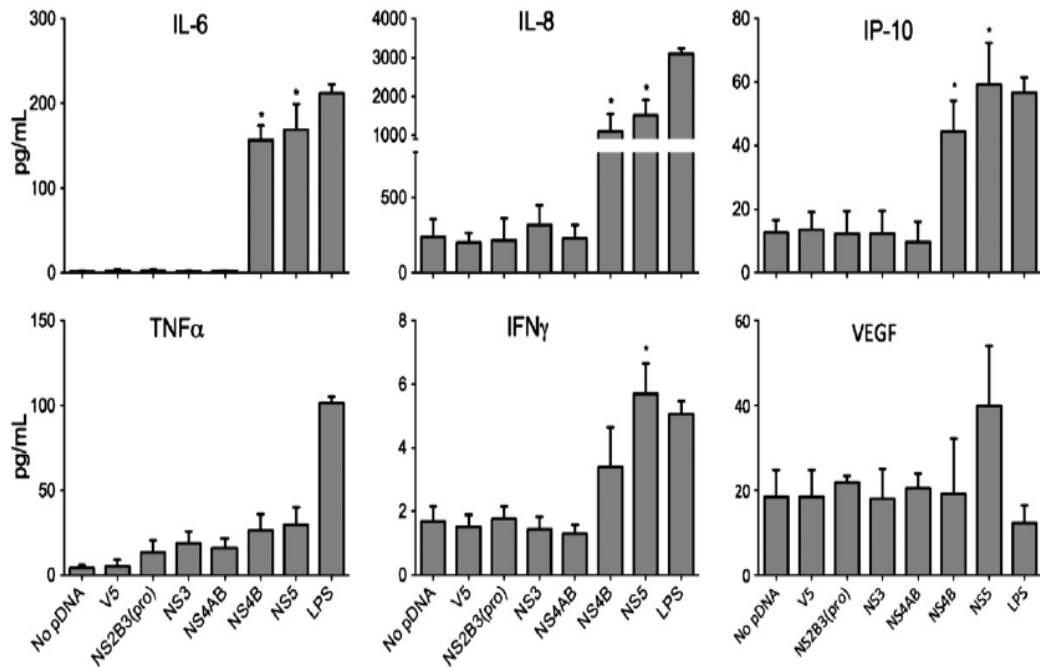 IL-6
IL-8
IP-10
pg/mL
300
200
100
0
4000
3000
2000
1000
500
0
80
60
40
20
0
*
*
*
*
*
*
TNFα
IFNγ
VEGF
pg/mL
150
100
50
0
8
6
4
2
0
60
40
20
0
*
No pDNA
V5
NS2B3(pro)
NS3
NS4AB
NS4B
NS5
LPS
No pDNA
V5
NS2B3(pro)
NS3
NS4AB
NS4B
NS5
LPS
No pDNA
V5
NS2B3(pro)
NS3
NS4AB
NS4B
NS5
LPS